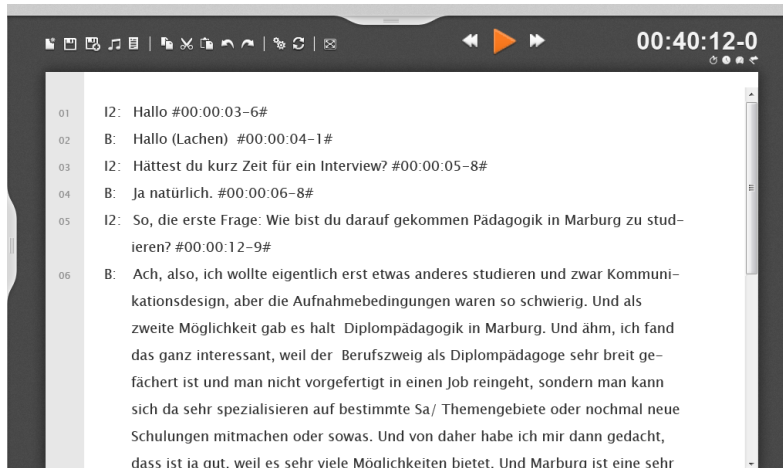 00:40:12-0
01 I2: Hallo #00:00:03-6#
02 B: Hallo (Lachen)  #00:00:04-1#
03 I2: Hättest du kurz Zeit für ein Interview? #00:00:05-8#
04 B: Ja natürlich. #00:00:06-8#
05 I2: So, die erste Frage: Wie bist du darauf gekommen Pädagogik in Marburg zu stud-
ieren? #00:00:12-9#
06 B: Ach, also, ich wollte eigentlich erst etwas anderes studieren und zwar Kommuni-
kationsdesign, aber die Aufnahmebedingungen waren so schwierig. Und als
zweite Möglichkeit gab es halt  Diplompädagogik in Marburg. Und ähm, ich fand
das ganz interessant, weil der  Berufszweig als Diplompädagoge sehr breit ge-
fächert ist und man nicht vorgefertigt in einen Job reingeht, sondern man kann
sich da sehr spezialisieren auf bestimmte Sa/ Themengebiete oder nochmal neue
Schulungen mitmachen oder sowas. Und von daher habe ich mir dann gedacht,
dass ist ja gut, weil es sehr viele Möglichkeiten bietet. Und Marburg ist eine sehr